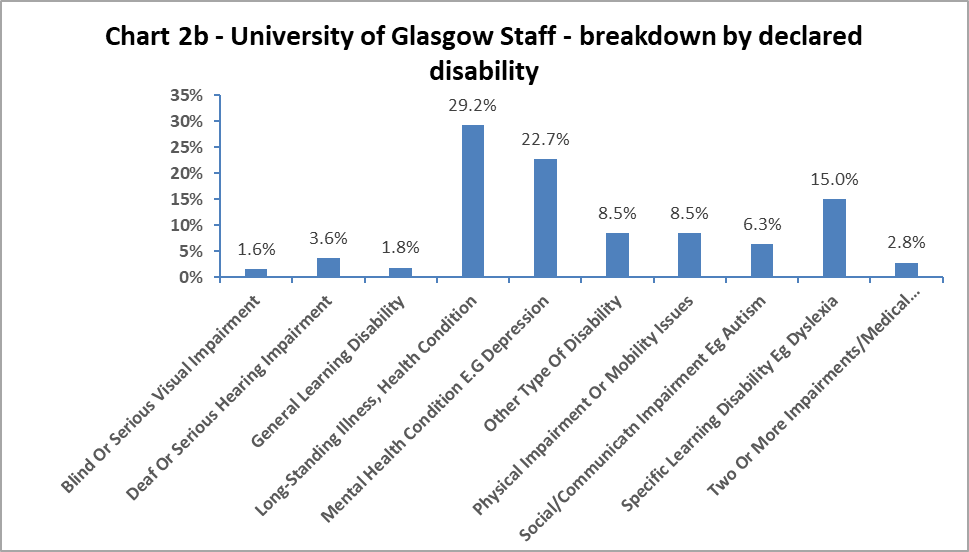 Chart 2b - University of Glasgow Staff - breakdown by declared
disability
35%
30%
25%
20%
15%
10%
5%
0%
1.6%
3.6%
1.8%
29.2%
22.7%
8.5%
8.5%
6.3%
15.0%
2.8%
Blind Or Serious Visual Impairment
Deaf Or Serious Hearing Impairment
General Learning Disability
Long-Standing Illness, Health Condition
Mental Health Condition E.G Depression
Other Type Of Disability
Physical Impairment Or Mobility Issues
Social/Communicatn Impairment Eg Autism
Specific Learning Disability Eg Dyslexia
Two Or More Impairments/Medical...